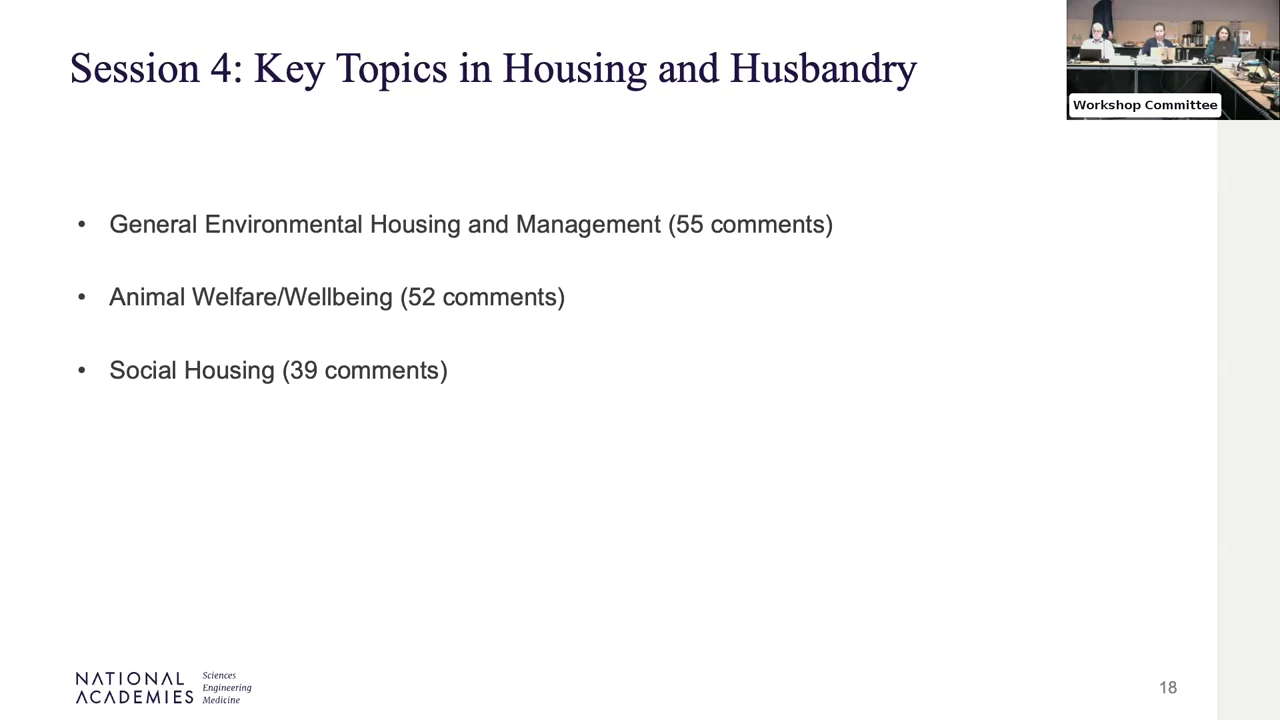 Session 4: Key Topics in Housing and Husbandry
Workshop Committee
• General Environmental Housing and Management (55 comments)
• Animal Welfare/Wellbeing (52 comments)
• Social Housing (39 comments)
NATIONAL
ACADEMIES
Sciences
Engineering
Medicine
18